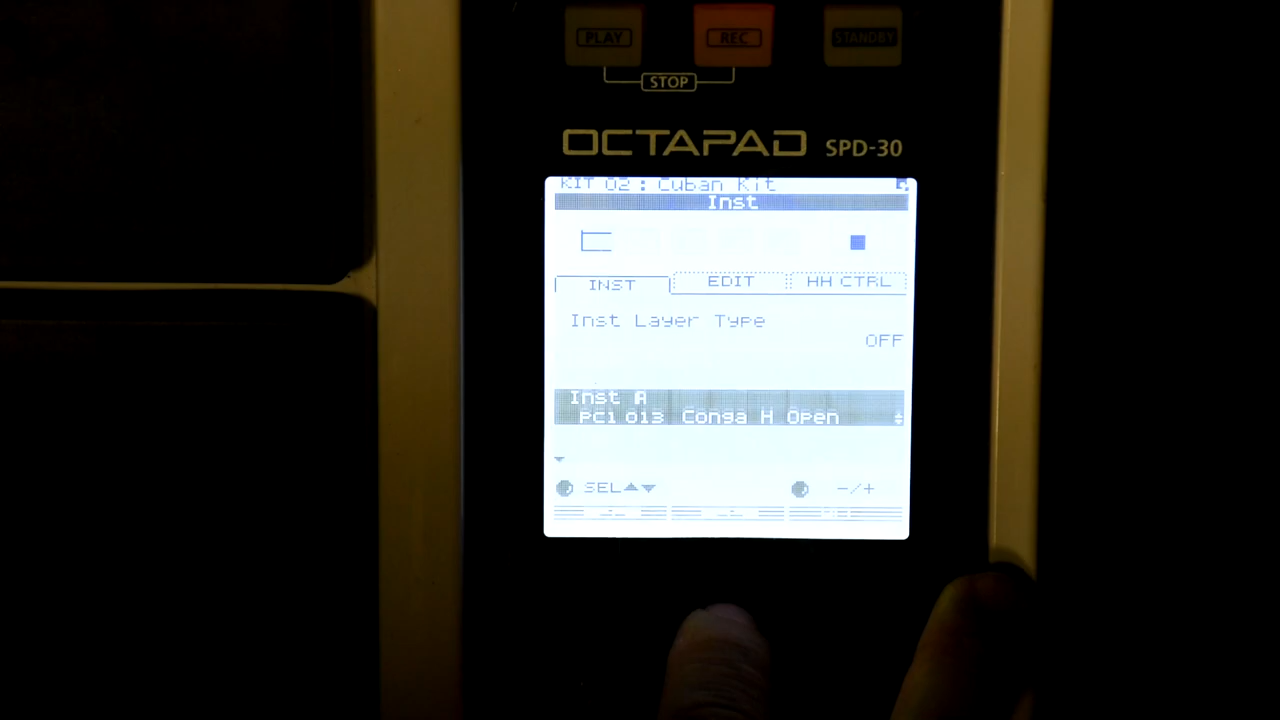 PLAY REC STANDBY
STOP
OCTAPAD SPD-30
KIT 02 : Cuban Kit
Inst
INST EDIT HH CTRL
Inst Layer Type
OFF
Inst A
PC1 013 Conga H Open
SEL -/+